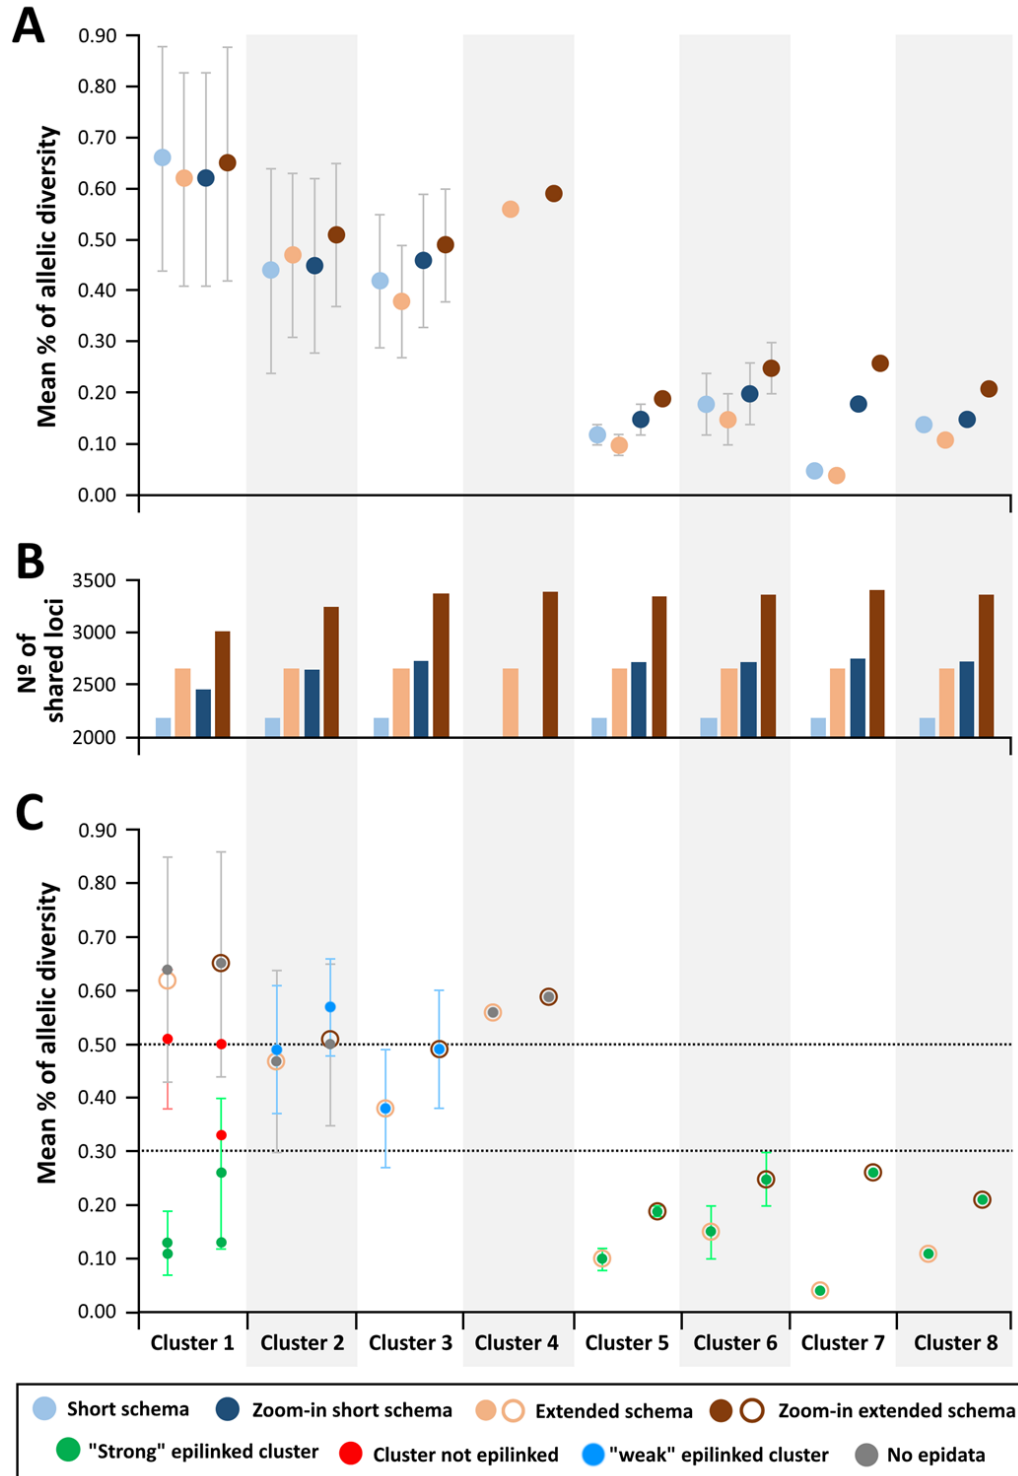 A
Mean % of allelic diversity
0.90
0.80
0.70
0.60
0.50
0.40
0.30
0.20
0.10
0.00
B
Nº of
shared loci
3500
3000
2500
2000
C
Mean % of allelic diversity
0.90
0.80
0.70
0.60
0.50
0.40
0.30
0.20
0.10
0.00
Cluster 1 Cluster 2 Cluster 3 Cluster 4 Cluster 5 Cluster 6 Cluster 7 Cluster 8
Short schema Zoom-in short schema Extended schema Zoom-in extended schema
"Strong" epilinked cluster Cluster not epilinked "weak" epilinked cluster No epidata